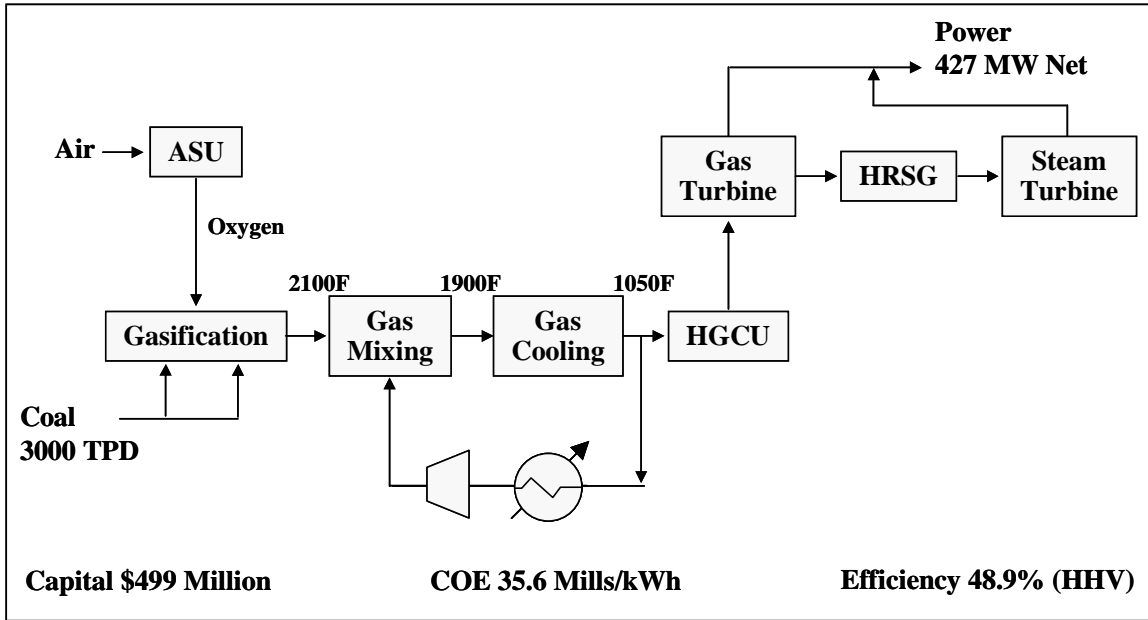 Power
427 MW Net
Air
ASU
Gas
Turbine
HRSG
Steam
Turbine
Oxygen
2100F
1900F
1050F
Gasification
Gas
Mixing
Gas
Cooling
HGCU
Coal
3000 TPD
Capital $499 Million
COE 35.6 Mills/kWh
Efficiency 48.9% (HHV)